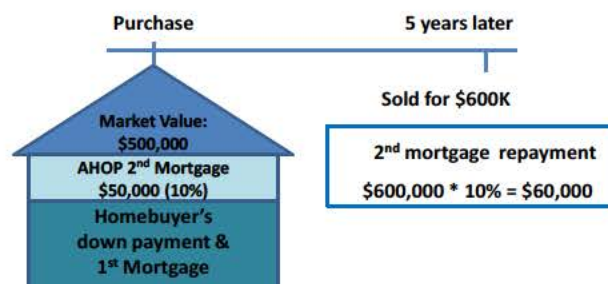 Purchase
5 years later
Sold for $600K
Market Value:
$500,000
AHOP 2nd Mortgage
$50,000 (10%)
Homebuyer's
down payment &
1st Mortgage
2nd mortgage repayment
$600,000 * 10% = $60,000